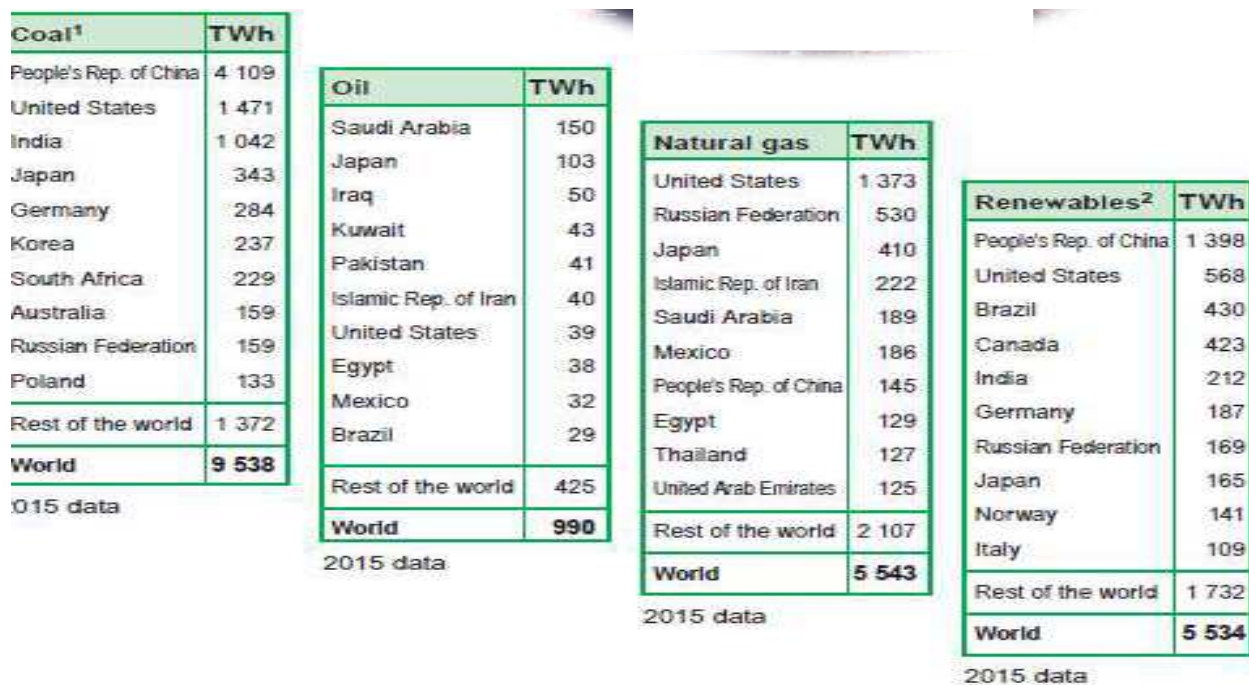 Coal¹ TWh
People's Rep. of China 4 109
United States 1 471
India 1 042
Japan 343
Germany 284
Korea 237
South Africa 229
Australia 159
Russian Federation 159
Poland 133
Rest of the world 1 372
World 9 538
015 data
Oil TWh
Saudi Arabia 150
Japan 103
Iraq 50
Kuwait 43
Pakistan 41
Islamic Rep. of Iran 40
United States 39
Egypt 38
Mexico 32
Brazil 29
Rest of the world 425
World 990
2015 data
Natural gas TWh
United States 1 373
Russian Federation 530
Japan 410
Islamic Rep. of Iran 222
Saudi Arabia 189
Mexico 186
People's Rep. of China 145
Egypt 129
Thailand 127
United Arab Emirates 125
Rest of the world 2 107
World 5 543
2015 data
Renewables² TWh
People's Rep. of China 1 398
United States 568
Brazil 430
Canada 423
India 212
Germany 187
Russian Federation 169
Japan 165
Norway 141
Italy 109
Rest of the world 1 732
World 5 534
2015 data